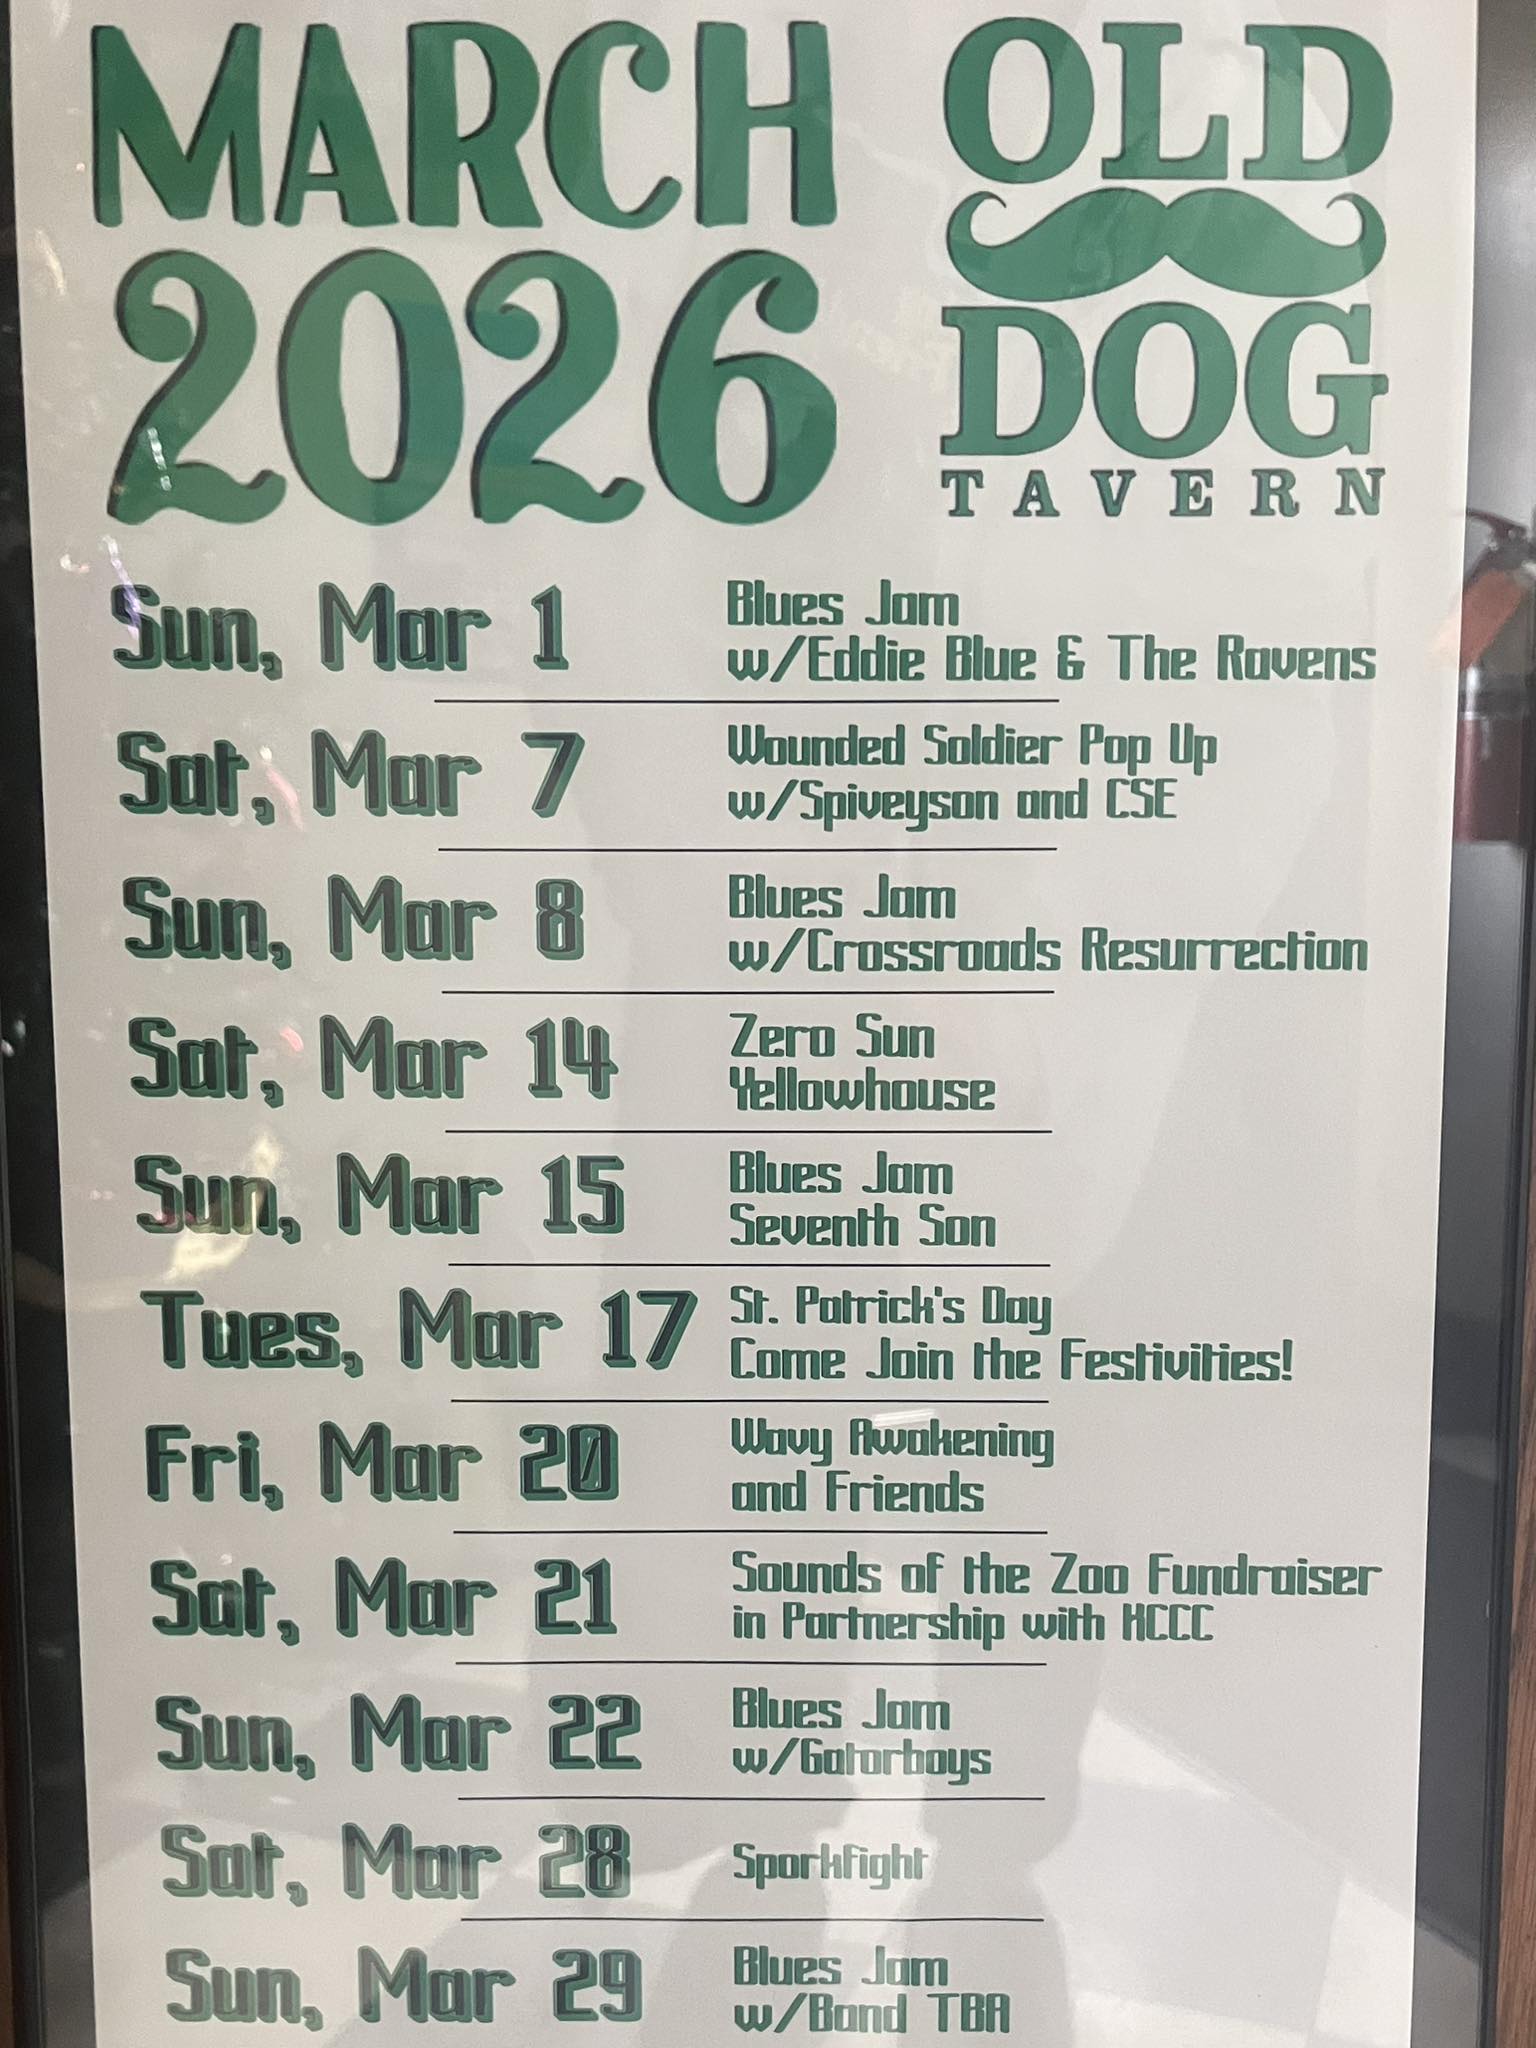 MARCH
2026
OLD
DOG
TAVERN
Sun, Mar 1
Blues Jam
w/Eddie Blue & The Ravens
Sat, Mar 7
Wounded Soldier Pop Up
w/Spiveyson and CSE
Sun, Mar 8
Blues Jam
w/Crossroads Resurrection
Sat, Mar 14
Zero Sun
Yellowhouse
Sun, Mar 15
Blues Jam
Seventh Son
Tues, Mar 17
St. Patrick's Day
Come Join the Festivities!
Fri, Mar 20
Wavy Awakening
and Friends
Sat, Mar 21
Sounds of the Zoo Fundraiser
in Partnership with KCCC
Sun, Mar 22
Blues Jam
w/Gatorboys
Sat, Mar 28
Sparkfight
Sun, Mar 29
Blues Jam
w/Band TBA